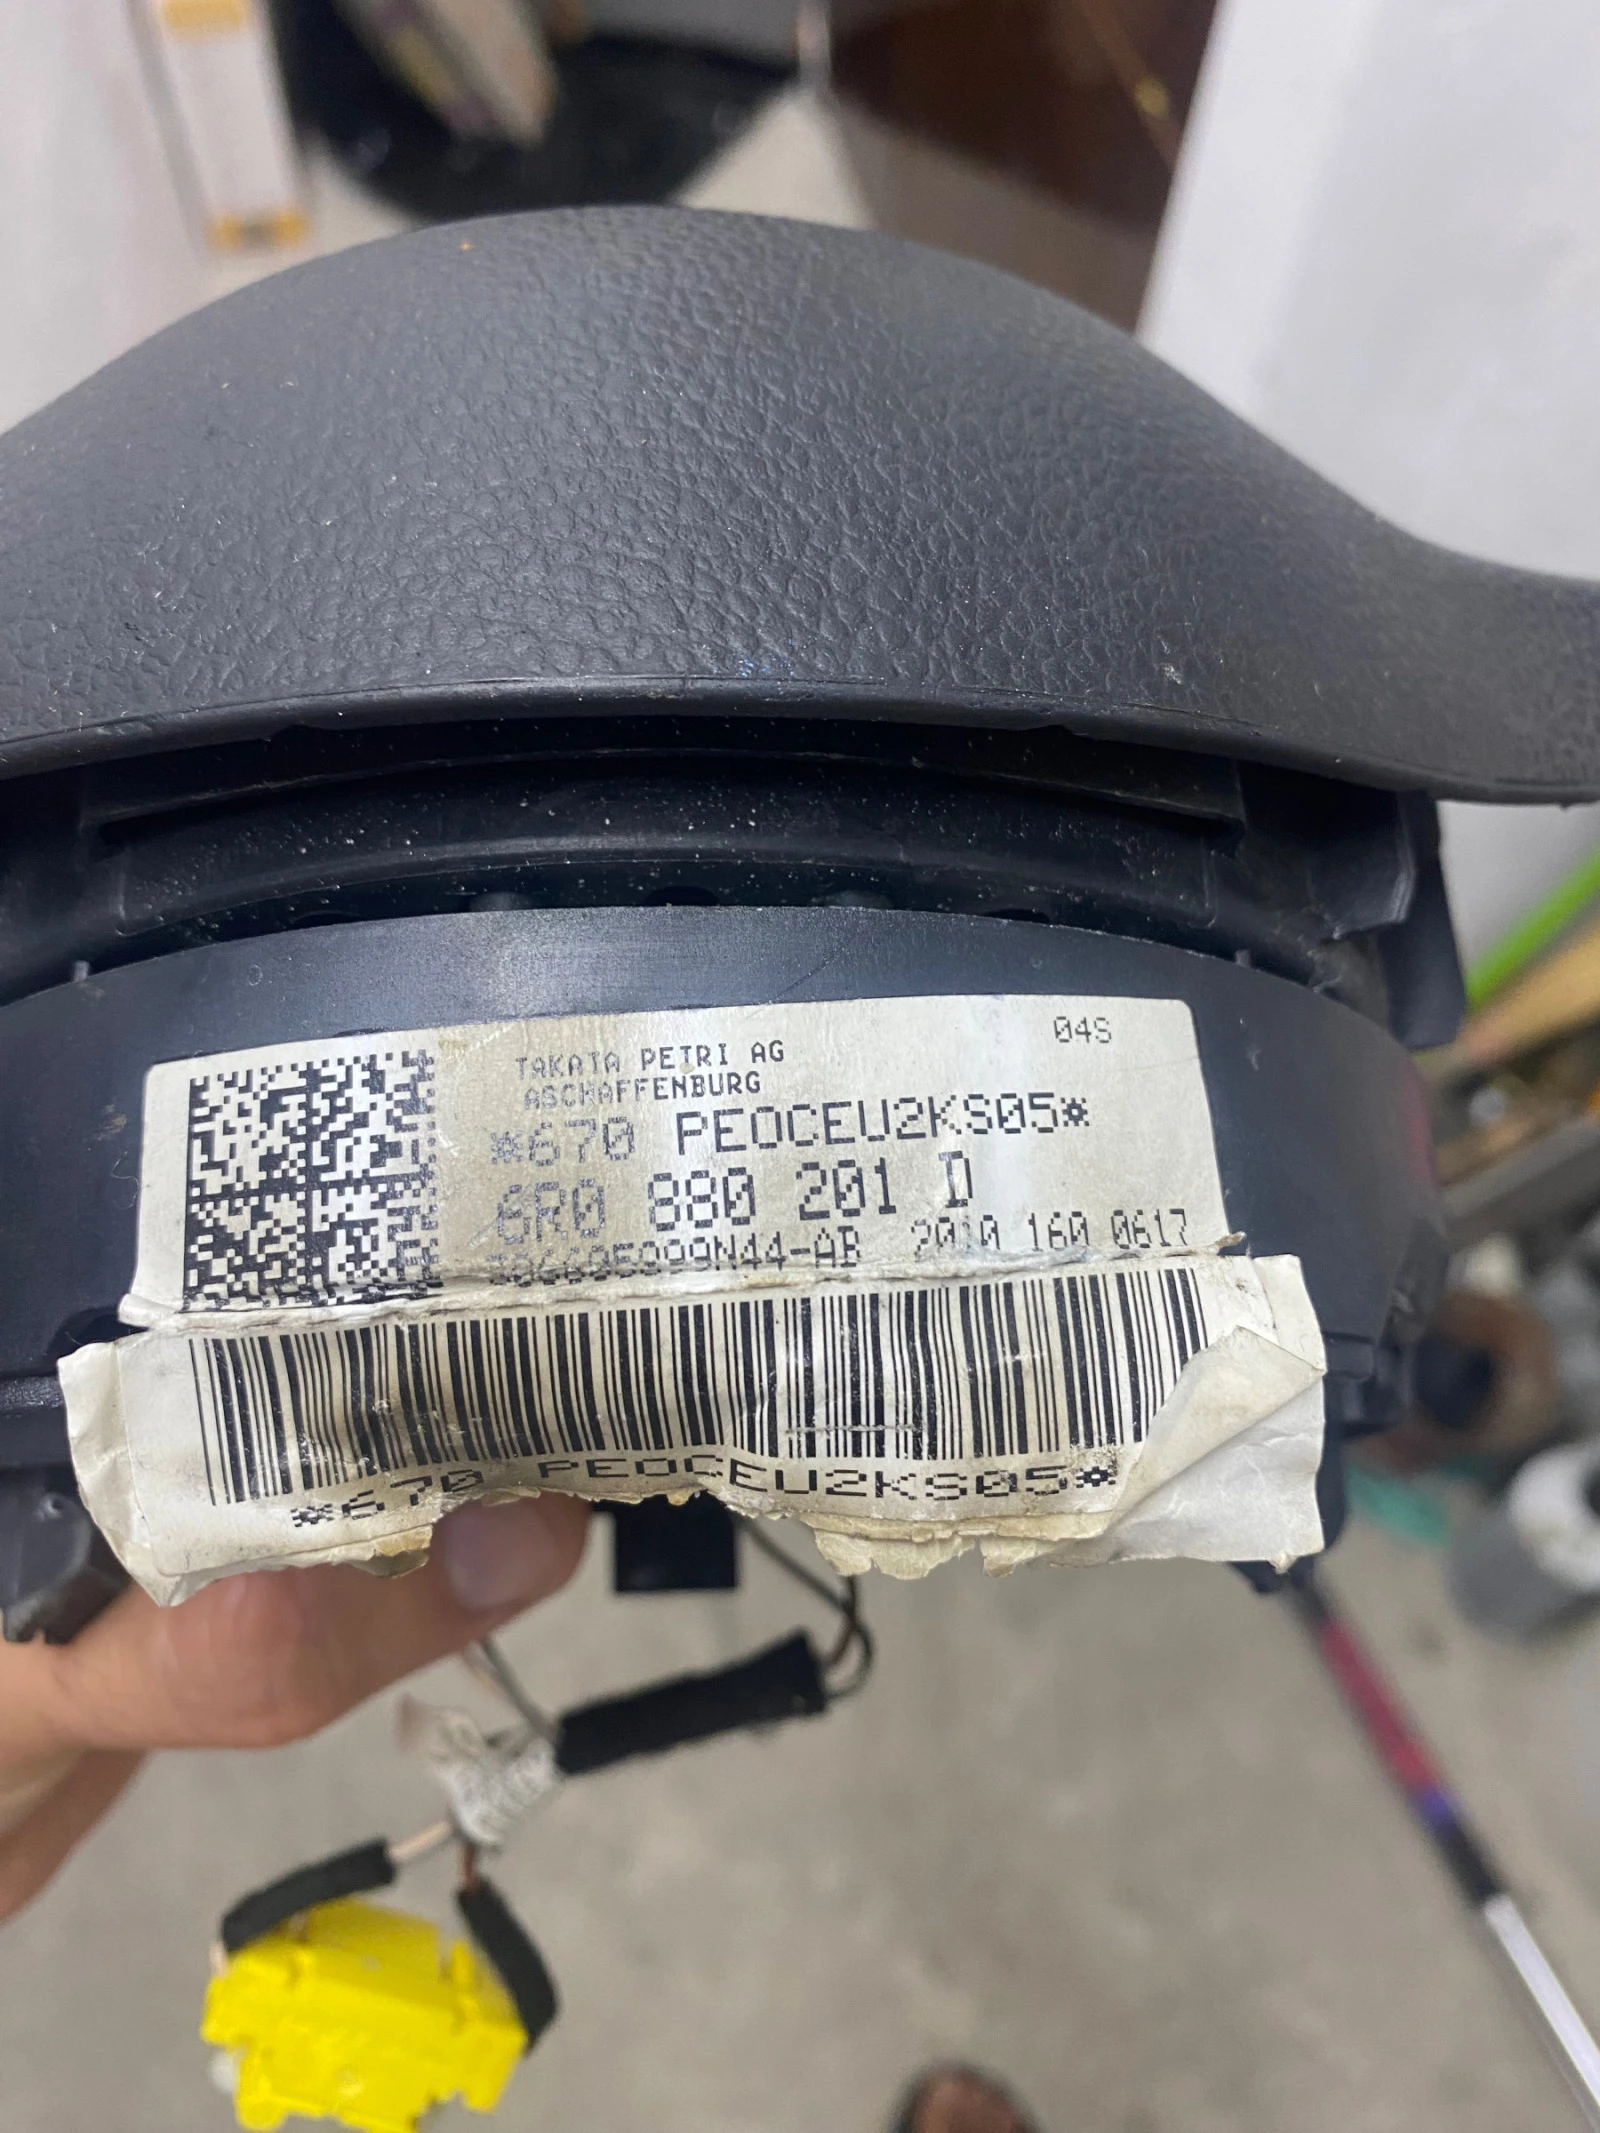 04S
TAKATA PETRI AG
ASCHAFFENBURG
*670 PEOCEU2KS05*
6R0 880 201 D
2010 160 0617
*670 PEOCEU2KS05*